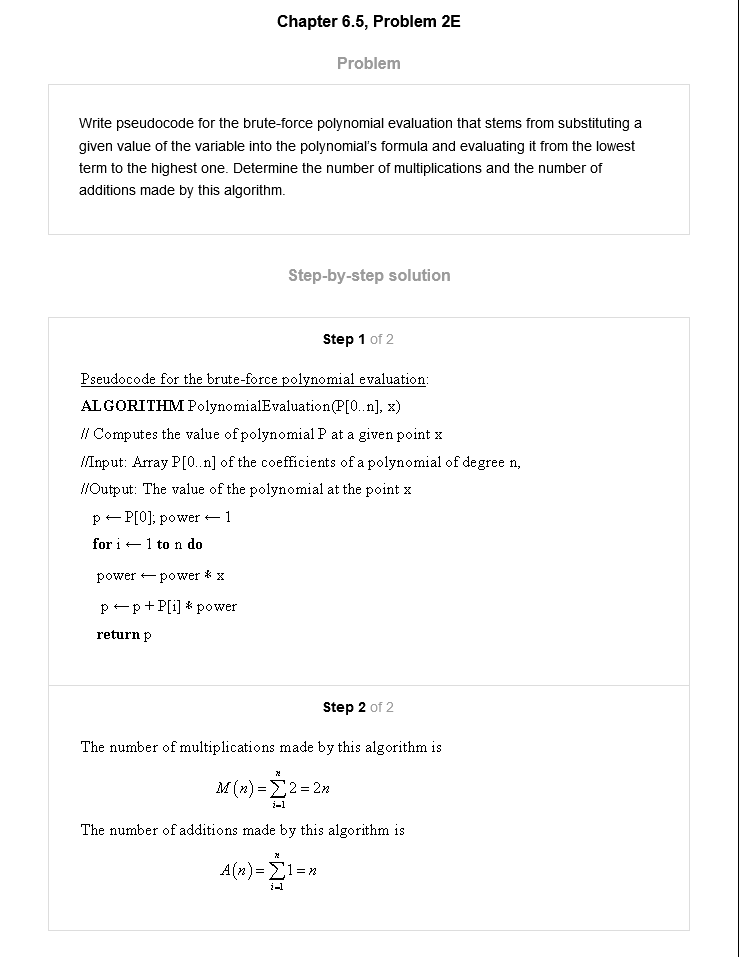 Chapter 6.5, Problem 2E
Problem
Write pseudocode for the brute-force polynomial evaluation that stems from substituting a
given value of the variable into the polynomial's formula and evaluating it from the lowest
term to the highest one. Determine the number of multiplications and the number of
additions made by this algorithm.
Step-by-step solution
Step 1 of 2
Pseudocode for the brute-force polynomial evaluation:
ALGORITHM PolynomialEvaluation(P[0..n], x)
// Computes the value of polynomial P at a given point x
//Input: Array P[0..n] of the coefficients of a polynomial of degree n,
//Output: The value of the polynomial at the point x
p ← P[0]; power ← 1
for i ← 1 to n do
power ← power * x
p ← p + P[i] * power
return p
Step 2 of 2
The number of multiplications made by this algorithm is
M(n) = ∑_{i=1}^{n} 2 = 2n
The number of additions made by this algorithm is
A(n) = ∑_{i=1}^{n} 1 = n